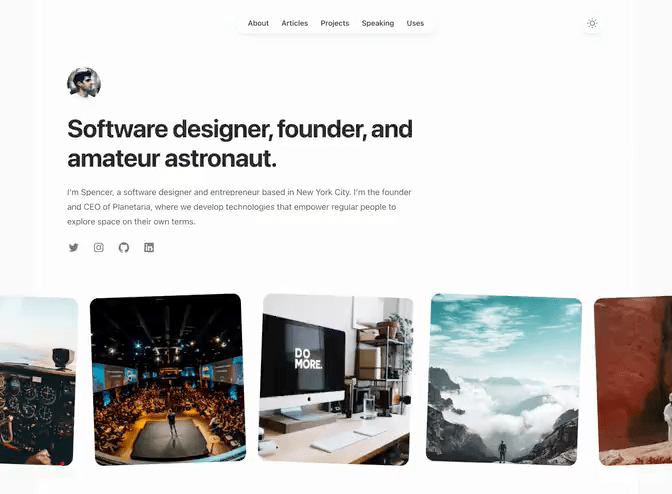 About Articles Projects Speaking Uses
Software designer, founder, and
amateur astronaut.
I'm Spencer, a software designer and entrepreneur based in New York City. I'm the founder
and CEO of Planetaria, where we develop technologies that empower regular people to
explore space on their own terms.
DO
MORE.